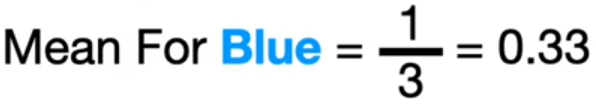 Mean For Blue = 1/3 = 0.33